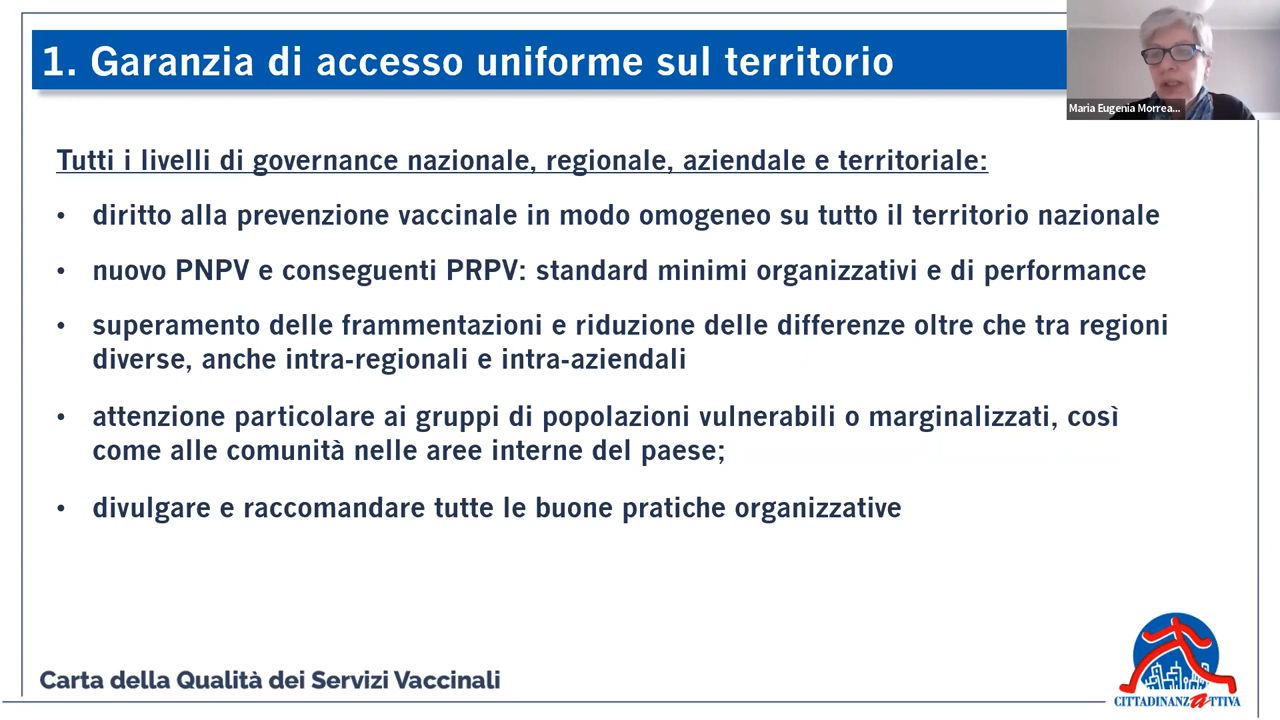 1. Garanzia di accesso uniforme sul territorio
Maria Eugenia Morrea...
Tutti i livelli di governance nazionale, regionale, aziendale e territoriale:
• diritto alla prevenzione vaccinale in modo omogeneo su tutto il territorio nazionale
• nuovo PNPV e conseguenti PRPV: standard minimi organizzativi e di performance
• superamento delle frammentazioni e riduzione delle differenze oltre che tra regioni
diverse, anche intra-regionali e intra-aziendali
• attenzione particolare ai gruppi di popolazioni vulnerabili o marginalizzati, così
come alle comunità nelle aree interne del paese;
• divulgare e raccomandare tutte le buone pratiche organizzative
Carta della Qualità dei Servizi Vaccinali
CITTADINANZATTIVA